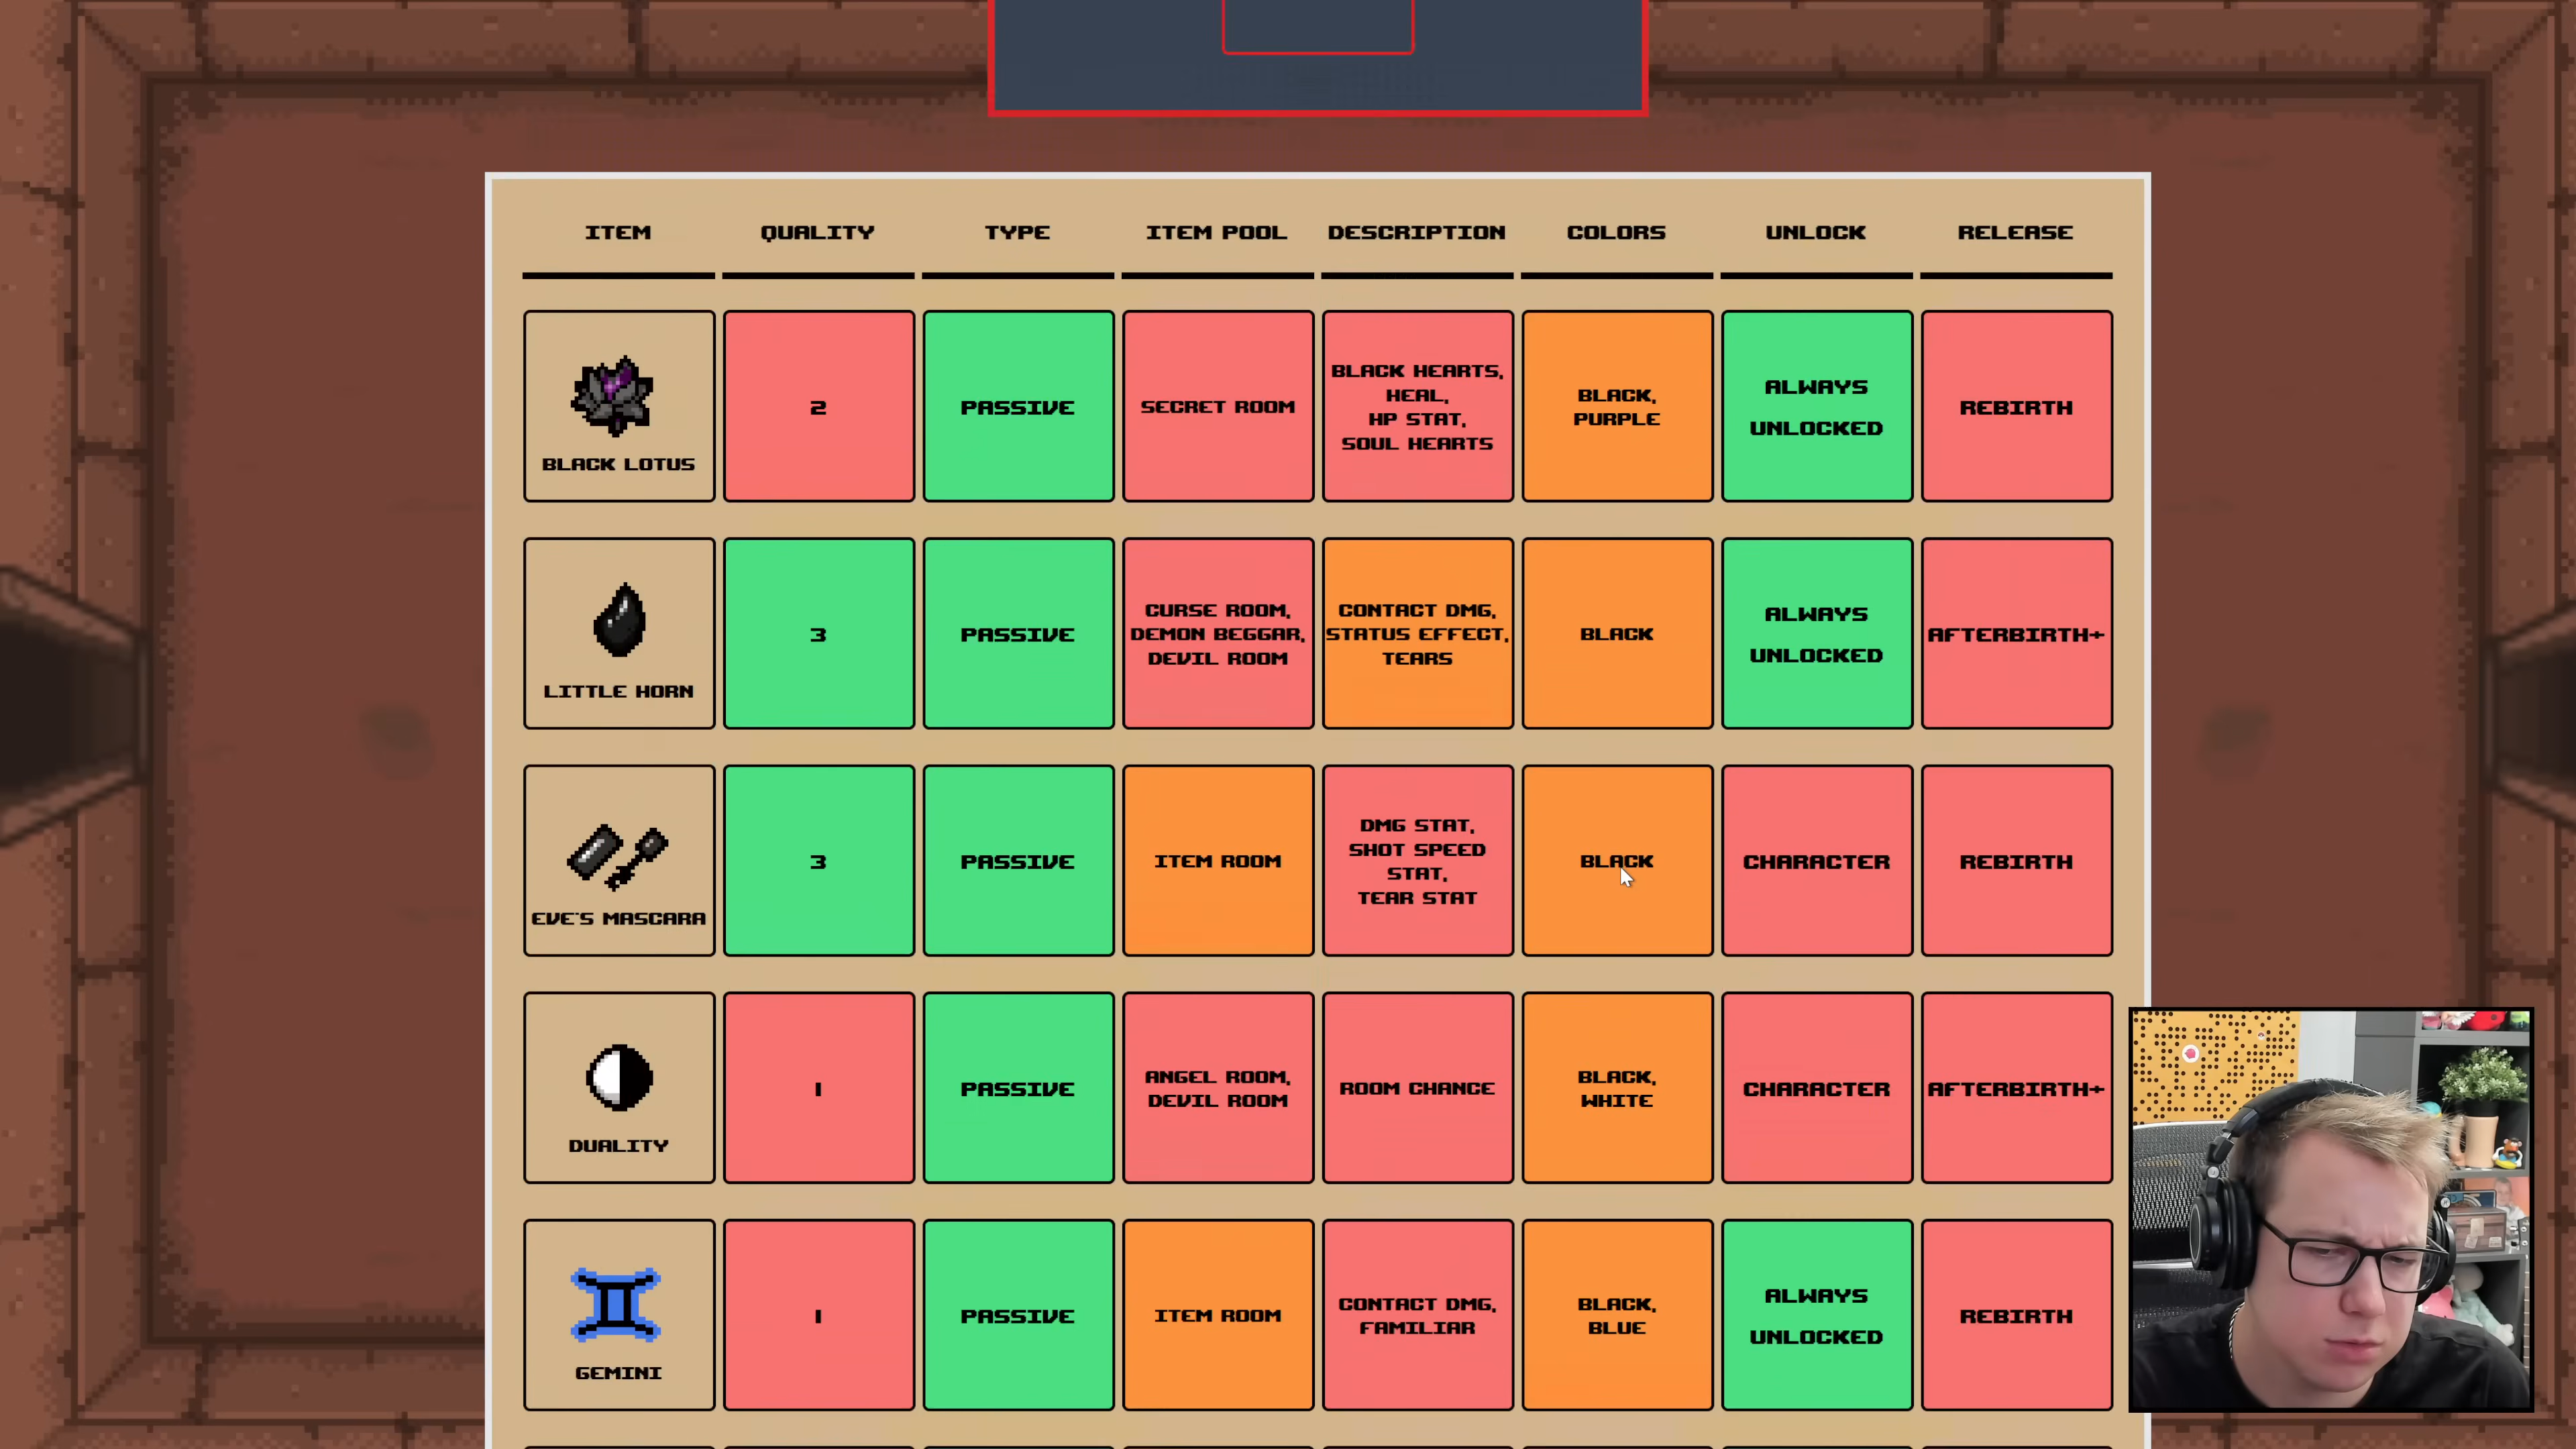 ITEM
QUALITY
TYPE
ITEM POOL
DESCRIPTION
COLORS
UNLOCK
RELEASE
BLACK LOTUS
2
PASSIVE
SECRET ROOM
BLACK HEARTS,
HEAL,
HP STAT,
SOUL HEARTS
BLACK,
PURPLE
ALWAYS
UNLOCKED
REBIRTH
LITTLE HORN
3
PASSIVE
CURSE ROOM,
DEMON BEGGAR,
DEVIL ROOM
CONTACT DMG,
STATUS EFFECT,
TEARS
BLACK
ALWAYS
UNLOCKED
AFTERBIRTH+
EVE'S MASCARA
3
PASSIVE
ITEM ROOM
DMG STAT,
SHOT SPEED
STAT,
TEAR STAT
BLACK
CHARACTER
REBIRTH
DUALITY
1
PASSIVE
ANGEL ROOM,
DEVIL ROOM
ROOM CHANCE
BLACK,
WHITE
CHARACTER
AFTERBIRTH+
GEMINI
1
PASSIVE
ITEM ROOM
CONTACT DMG,
FAMILIAR
BLACK,
BLUE
ALWAYS
UNLOCKED
REBIRTH